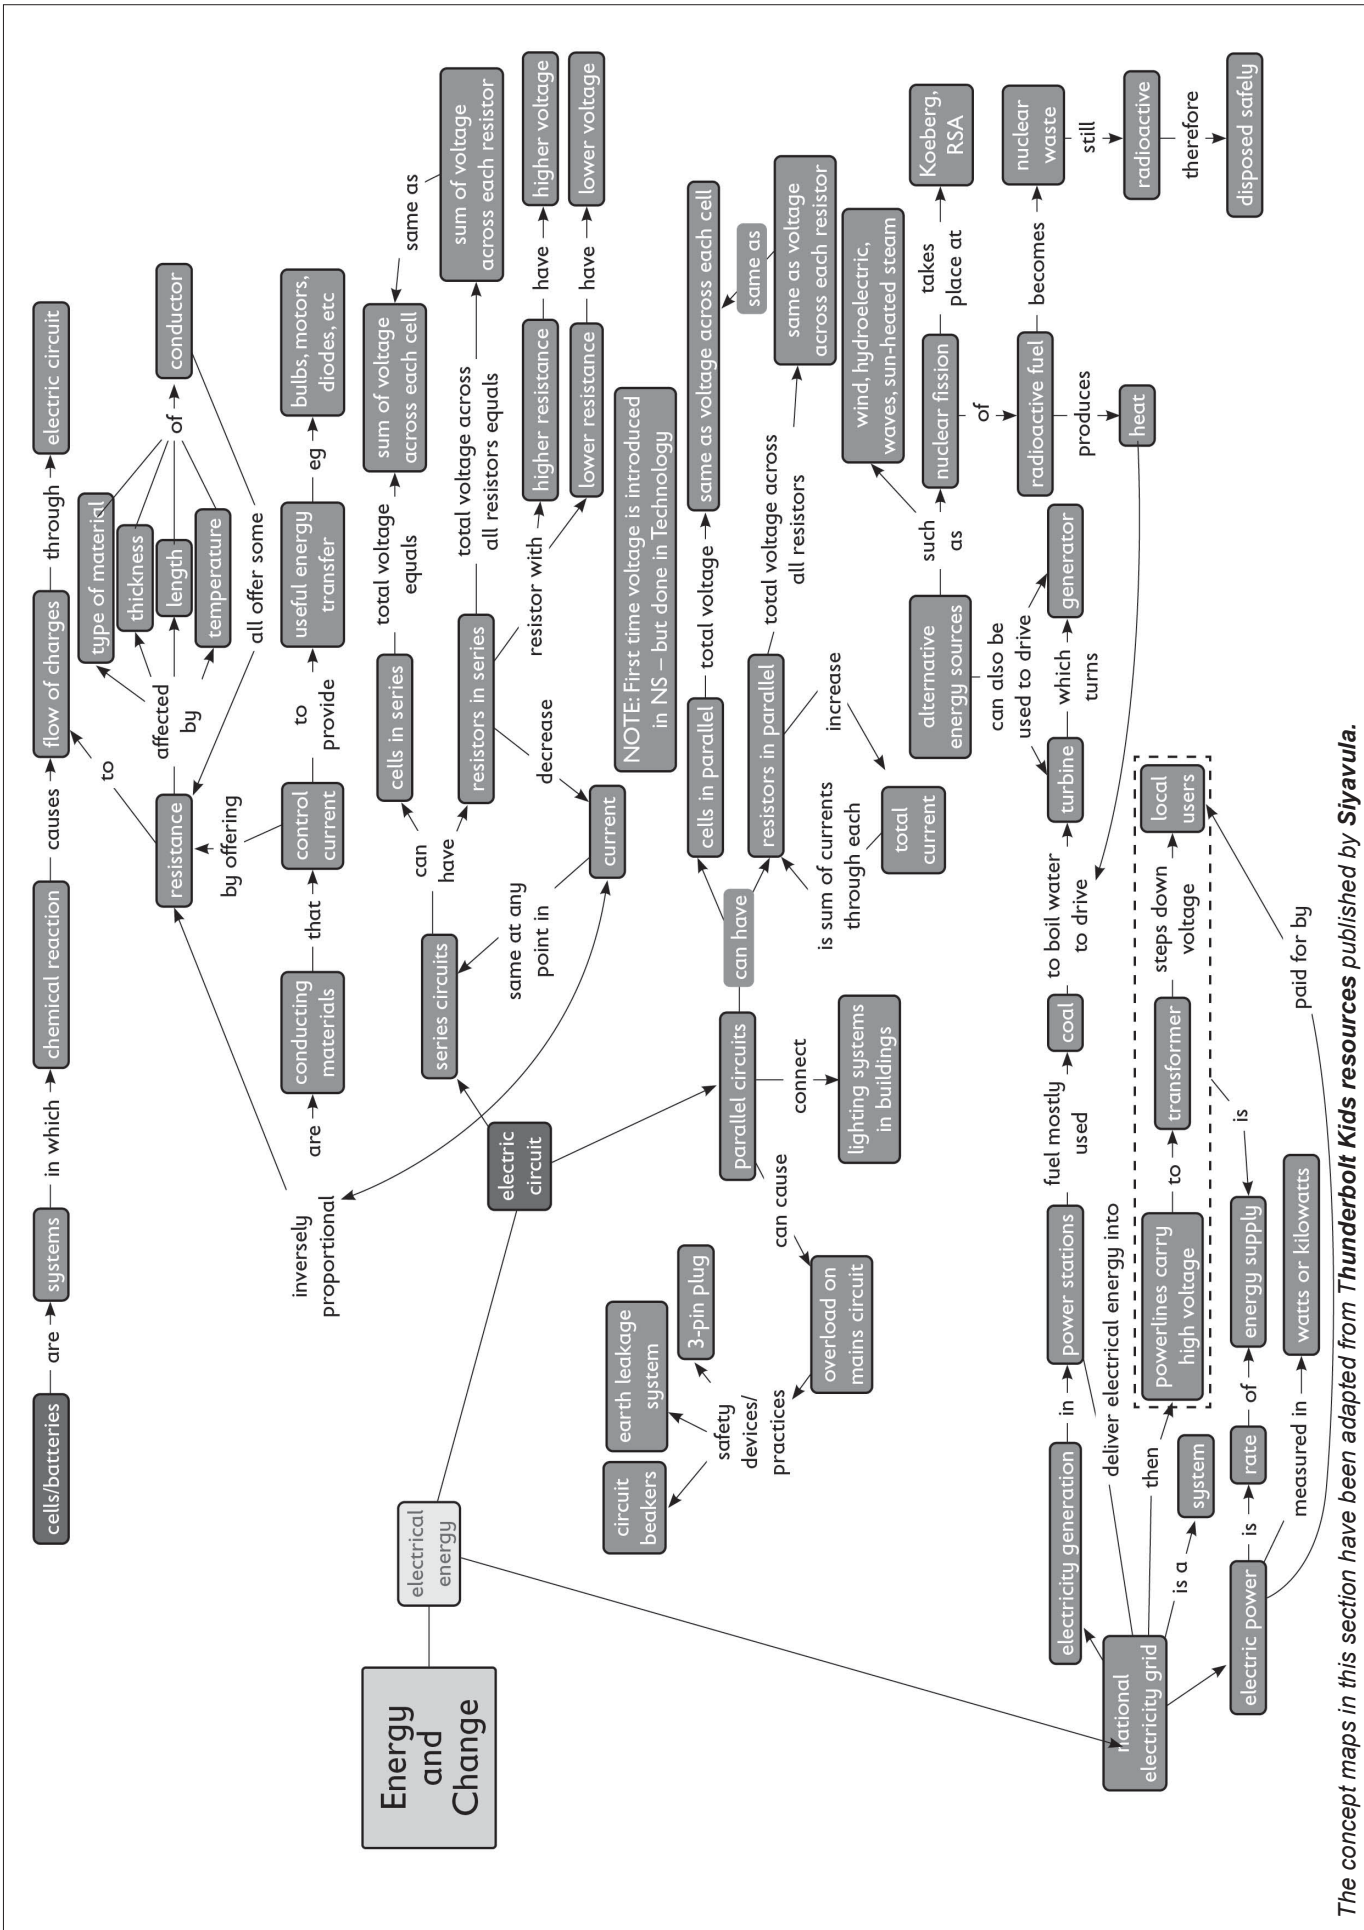 cells/batteries
are
systems
in which
chemical reaction
causes
flow of charges
through
electric circuit
to
resistance
affected
by
type of material
thickness
length
temperature
of
conductor
all offer some
inversely
proportional
by offering
are
conducting
materials
that
control
current
to
provide
useful energy
transfer
eg
bulbs, motors,
diodes, etc
Energy
and
Change
electrical
energy
electric
circuit
series circuits
can
have
cells in series
total voltage
equals
sum of voltage
across each cell
same as
sum of voltage
across each resistor
resistors in series
total voltage across
all resistors equals
resistor with
higher resistance
have
higher voltage
lower resistance
have
lower voltage
decrease
current
same at any
point in
NOTE: First time voltage is introduced
in NS – but done in Technology
parallel circuits
can have
cells in parallel
total voltage
same as voltage across each cell
same as
resistors in parallel
total voltage across
all resistors
same as voltage
across each resistor
increase
total
current
is sum of currents
through each
connect
lighting systems
in buildings
can cause
overload on
mains circuit
safety
devices/
practices
circuit
beakers
earth leakage
system
3-pin plug
alternative
energy sources
such
as
wind, hydroelectric,
waves, sun-heated steam
nuclear fission
takes
place at
Koeberg,
RSA
of
radioactive fuel
becomes
nuclear
waste
still
radioactive
therefore
disposed safely
produces
heat
can also be
used to drive
national
electricity grid
electricity generation
in
power stations
fuel mostly
used
coal
to boil water
to drive
turbine
which
turns
generator
deliver electrical energy into
then
powerlines carry
high voltage
to
transformer
steps down
voltage
local
users
is a
system
is
electric power
is
rate
of
energy supply
measured in
watts or kilowatts
paid for by
The concept maps in this section have been adapted from Thunderbolt Kids resources published by Siyavula.